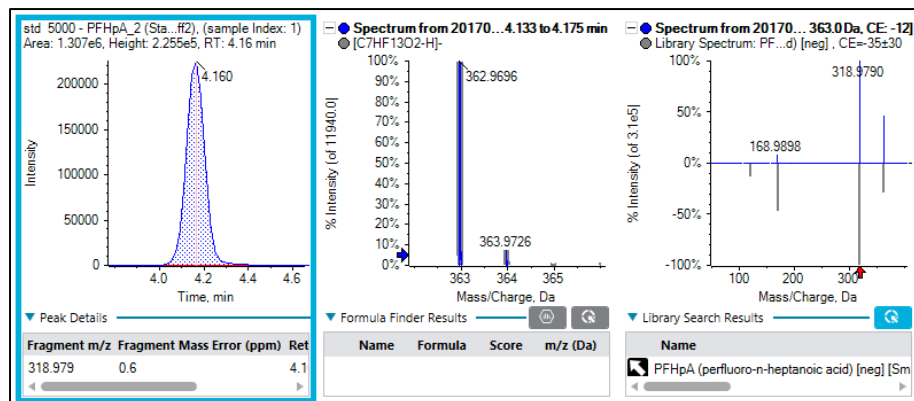 std_5000 - PFHpA_2 (Sta...ff2), (sample Index: 1)
Area: 1.307e6, Height: 2.255e5, RT: 4.16 min
4.160
200000
150000
100000
50000
0
Intensity
4.0 4.2 4.4 4.6
Time, min
Peak Details
Fragment m/z Fragment Mass Error (ppm) Ret
318.979 0.6 4.1
Spectrum from 20170...4.133 to 4.175 min
[C7HF13O2-H]-
362.9696
363.9726
100%
90%
80%
70%
60%
50%
40%
30%
20%
10%
0%
% Intensity (of 11940.0)
363 364 365
Mass/Charge, Da
Formula Finder Results
Name Formula Score m/z (Da)
Spectrum from 20170... 363.0 Da, CE: -12]
Library Spectrum: PF...d) [neg] , CE=-35±30
318.9790
168.9898
100%
50%
0%
-50%
-100%
% Intensity (of 3.1e5)
100 200 300
Mass/Charge, Da
Library Search Results
Name
PFHpA (perfluoro-n-heptanoic acid) [neg] [Sm